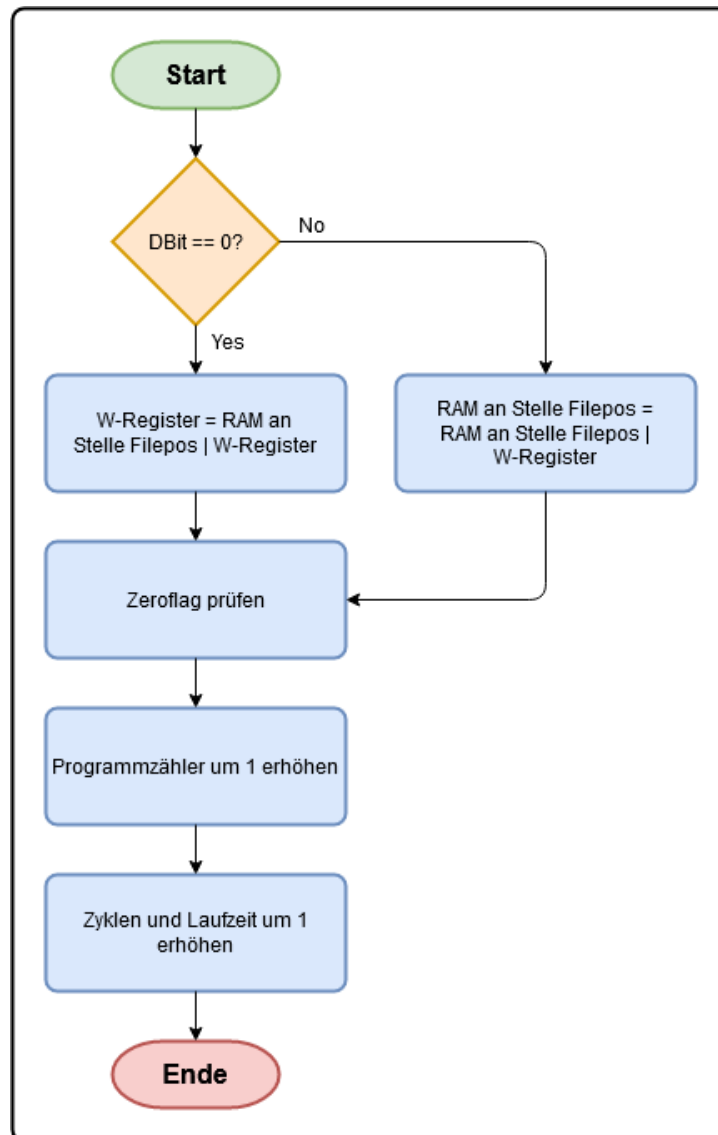 Start
DBit == 0?
No
Yes
W-Register = RAM an
Stelle Filepos | W-Register
RAM an Stelle Filepos =
RAM an Stelle Filepos |
W-Register
Zeroflag prüfen
Programmzähler um 1 erhöhen
Zyklen und Laufzeit um 1
erhöhen
Ende